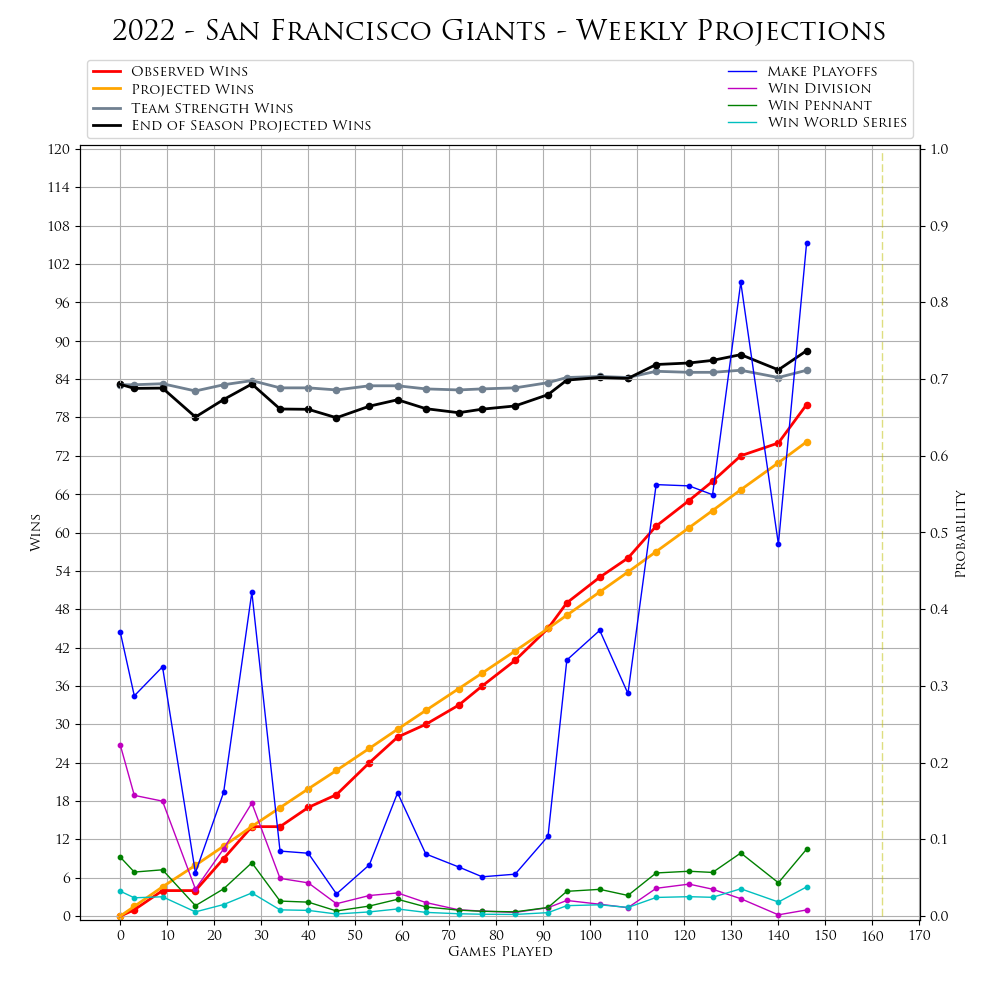 2022 - San Francisco Giants - Weekly Projections
Observed Wins
Projected Wins
Team Strength Wins
End of Season Projected Wins
Make Playoffs
Win Division
Win Pennant
Win World Series
120
114
108
102
96
90
84
78
72
66
60
54
48
42
36
30
24
18
12
6
0
Wins
1.0
0.9
0.8
0.7
0.6
0.5
0.4
0.3
0.2
0.1
0.0
Probability
0 10 20 30 40 50 60 70 80 90 100 110 120 130 140 150 160 170
Games Played